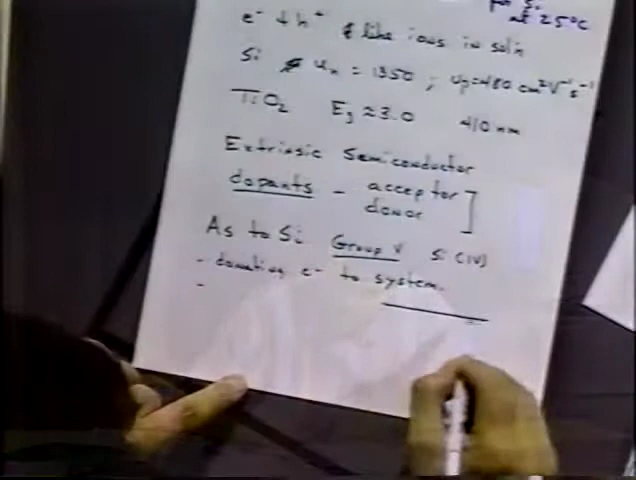 for Si
at 25°C
e⁻ + h⁺ like ions in sol'n
Si un = 1350 ; up = 480 cm²V⁻¹s⁻¹
TiO₂ Eg ≈ 3.0 410 nm
Extrinsic Semiconductor
dopants - acceptor ]
donor
As to Si Group V Si (IV)
- donating e⁻ to system.
-